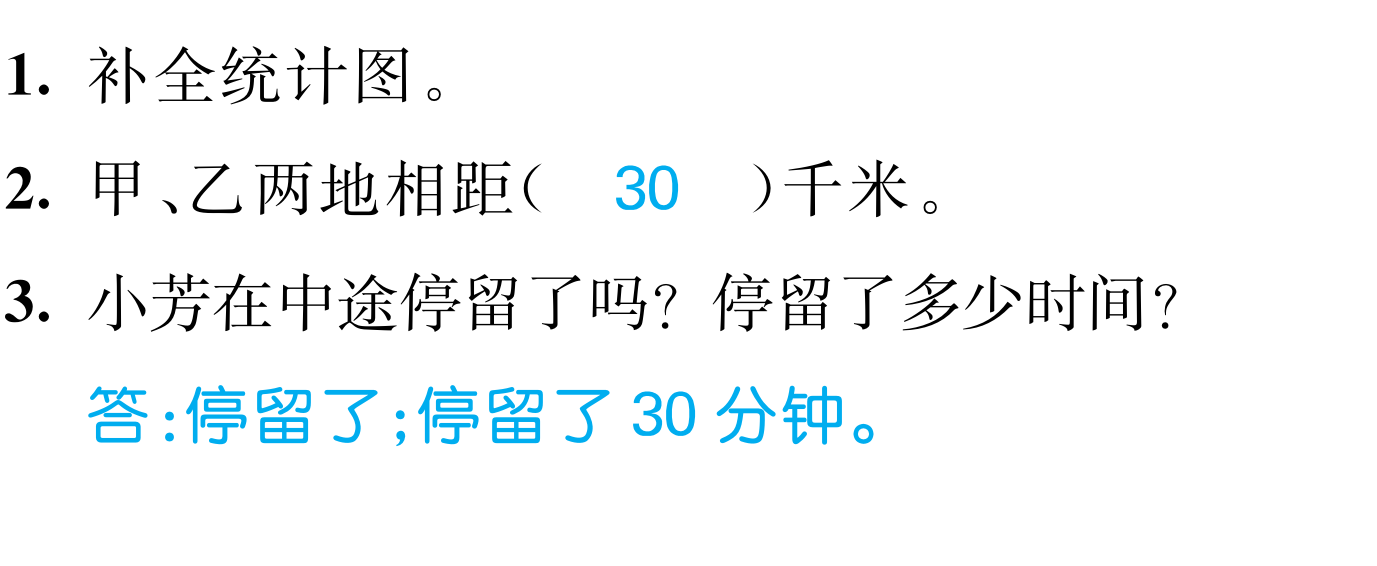 1. 补全统计图。
2. 甲、乙两地相距( 30 )千米。
3. 小芳在中途停留了吗? 停留了多少时间?
答:停留了;停留了 30 分钟。